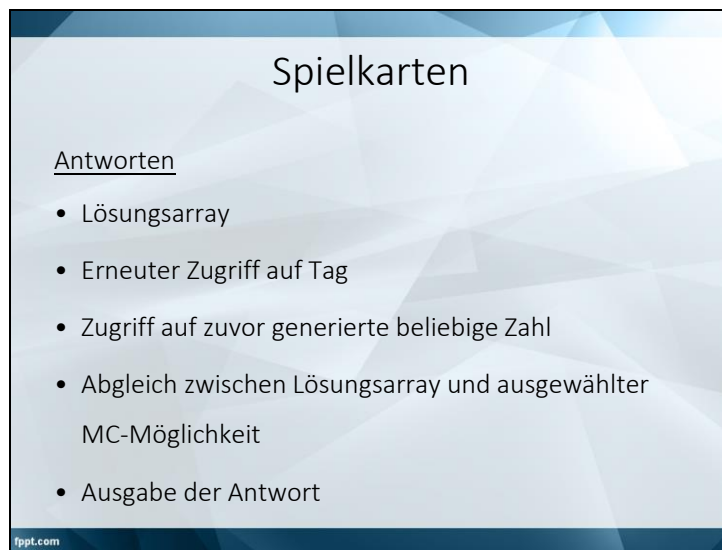 Spielkarten
Antworten
• Lösungsarray
• Erneuter Zugriff auf Tag
• Zugriff auf zuvor generierte beliebige Zahl
• Abgleich zwischen Lösungsarray und ausgewählter
MC-Möglichkeit
• Ausgabe der Antwort
fppt.com